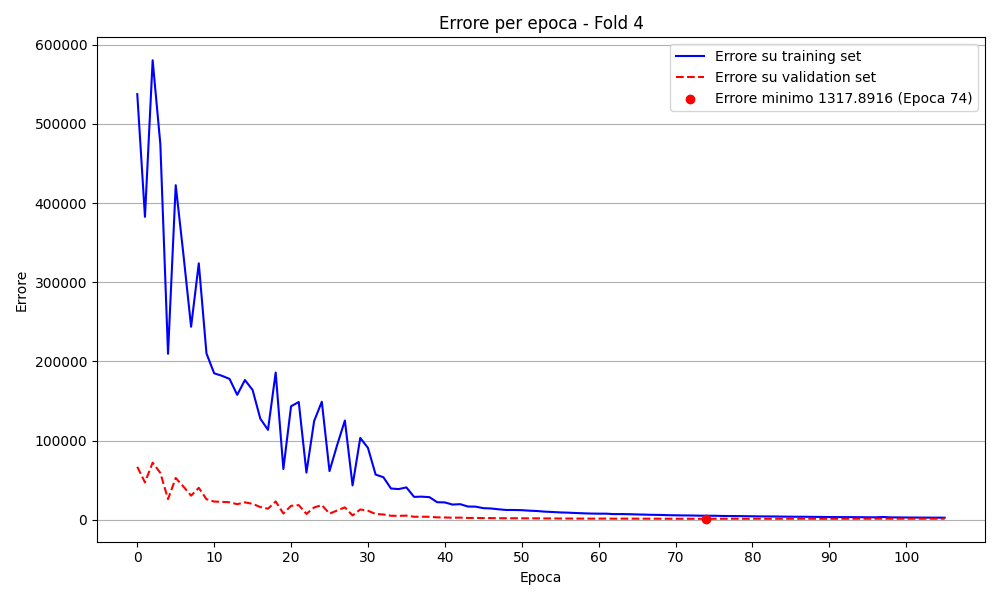 Errore per epoca - Fold 4
Errore su training set
Errore su validation set
Errore minimo 1317.8916 (Epoca 74)
Errore
600000
500000
400000
300000
200000
100000
0
0 10 20 30 40 50 60 70 80 90 100
Epoca